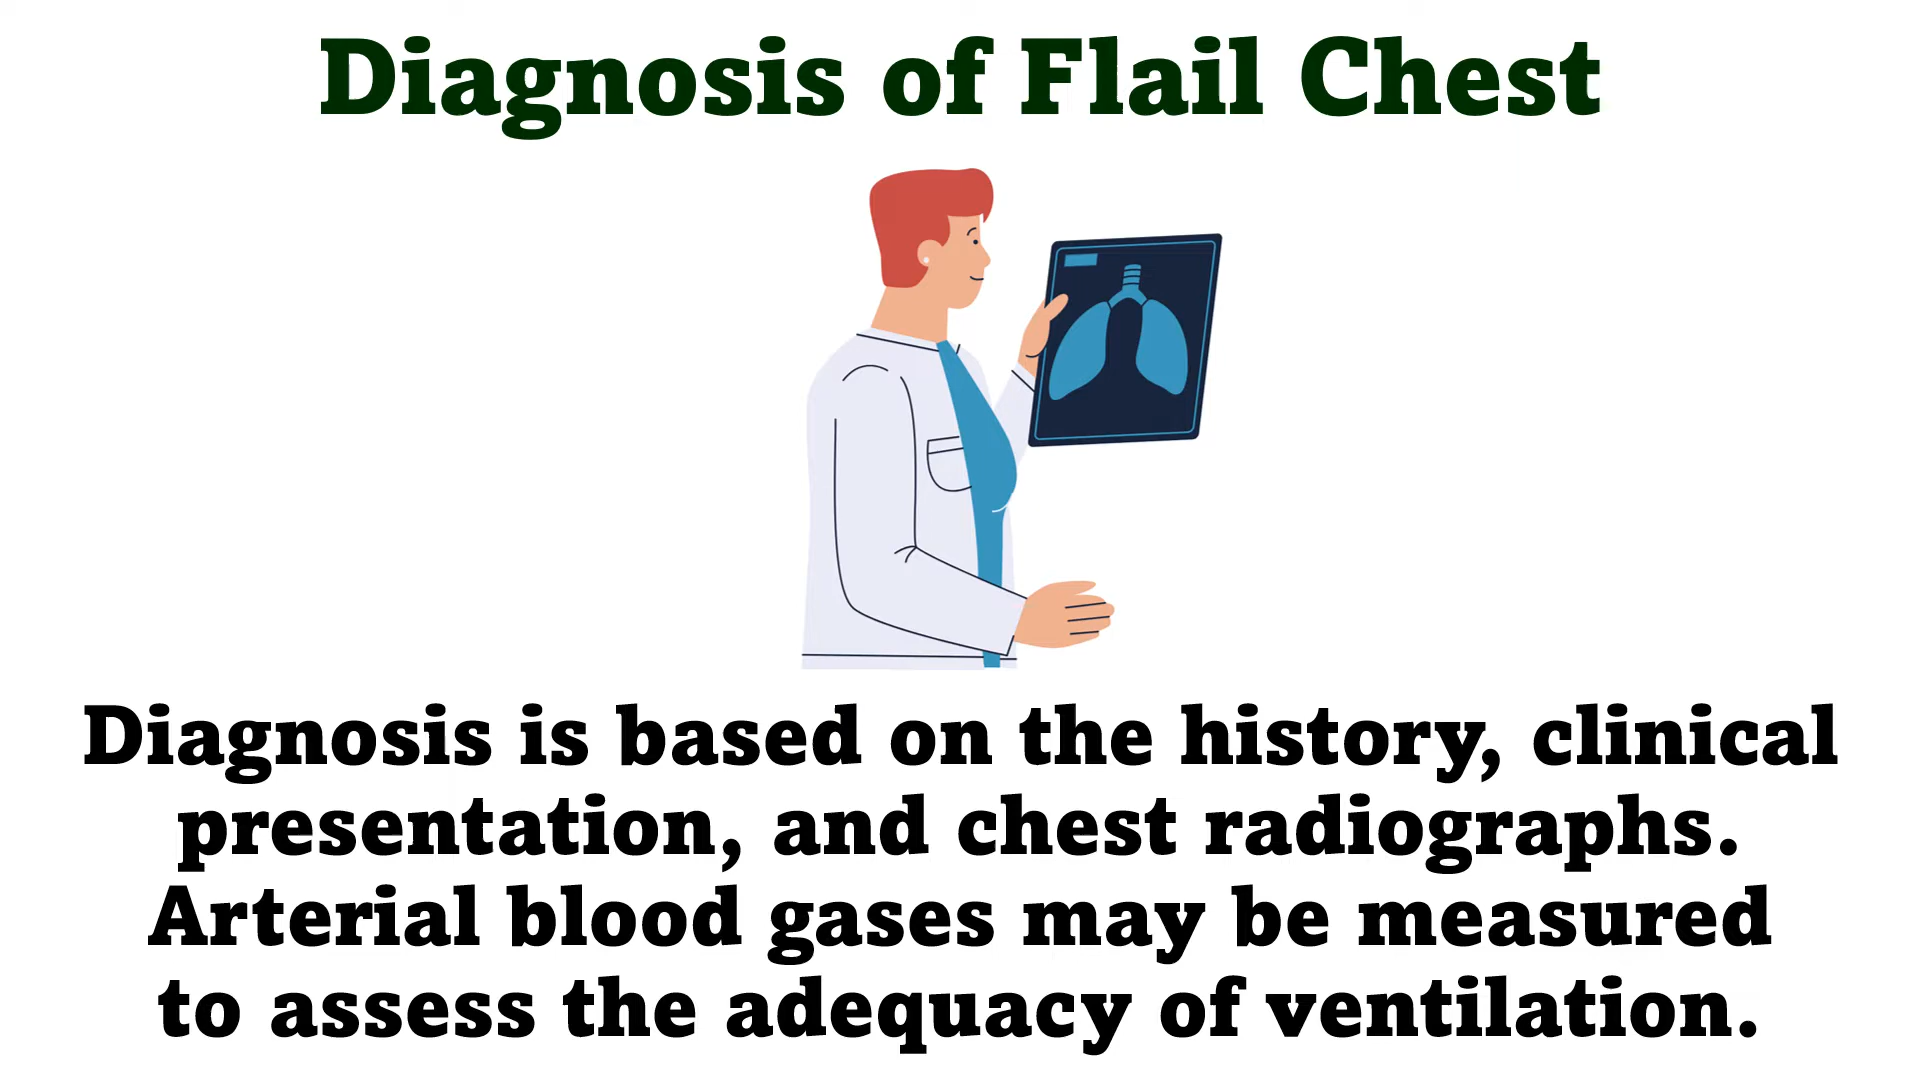 Diagnosis of Flail Chest
Diagnosis is based on the history, clinical
presentation, and chest radiographs.
Arterial blood gases may be measured
to assess the adequacy of ventilation.